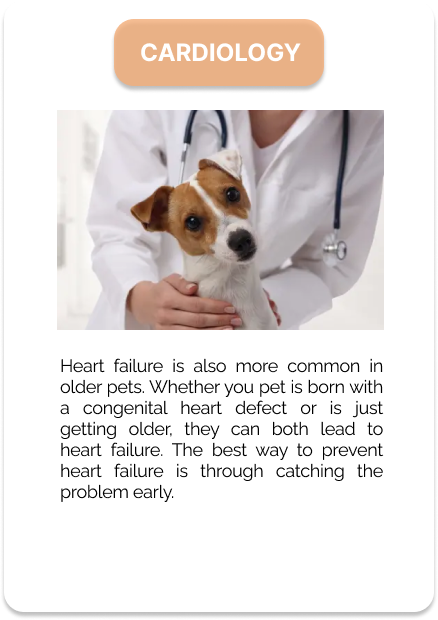 CARDIOLOGY
Heart failure is also more common in
older pets. Whether you pet is born with
a congenital heart defect or is just
getting older, they can both lead to
heart failure. The best way to prevent
heart failure is through catching the
problem early.